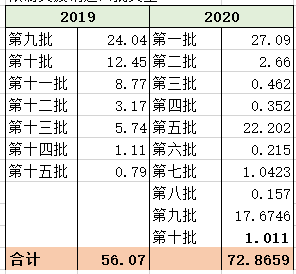 2019 2020
第九批 24.04 第一批 27.09
第十批 12.45 第二批 2.66
第十一批 8.77 第三批 0.462
第十二批 3.17 第四批 0.352
第十三批 5.74 第五批 22.202
第十四批 1.11 第六批 0.215
第十五批 0.79 第七批 1.0423
第八批 0.157
第九批 17.6746
第十批 1.011
合计 56.07 72.8659